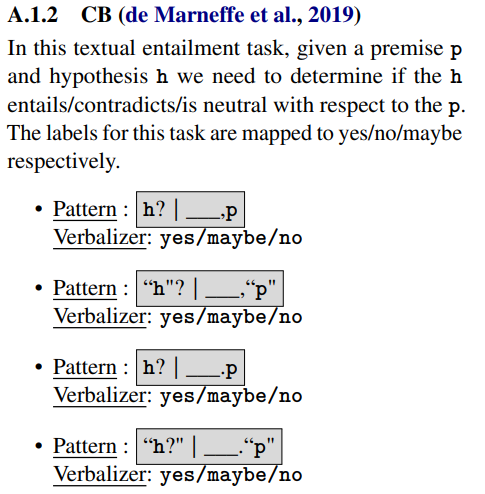 A.1.2 CB (de Marneffe et al., 2019)
In this textual entailment task, given a premise p
and hypothesis h we need to determine if the h
entails/contradicts/is neutral with respect to the p.
The labels for this task are mapped to yes/no/maybe
respectively.
• Pattern : h? | ___,p
Verbalizer: yes/maybe/no
• Pattern : “h"? | ___,“p"
Verbalizer: yes/maybe/no
• Pattern : h? | ___.p
Verbalizer: yes/maybe/no
• Pattern : “h?" | ___.“p"
Verbalizer: yes/maybe/no